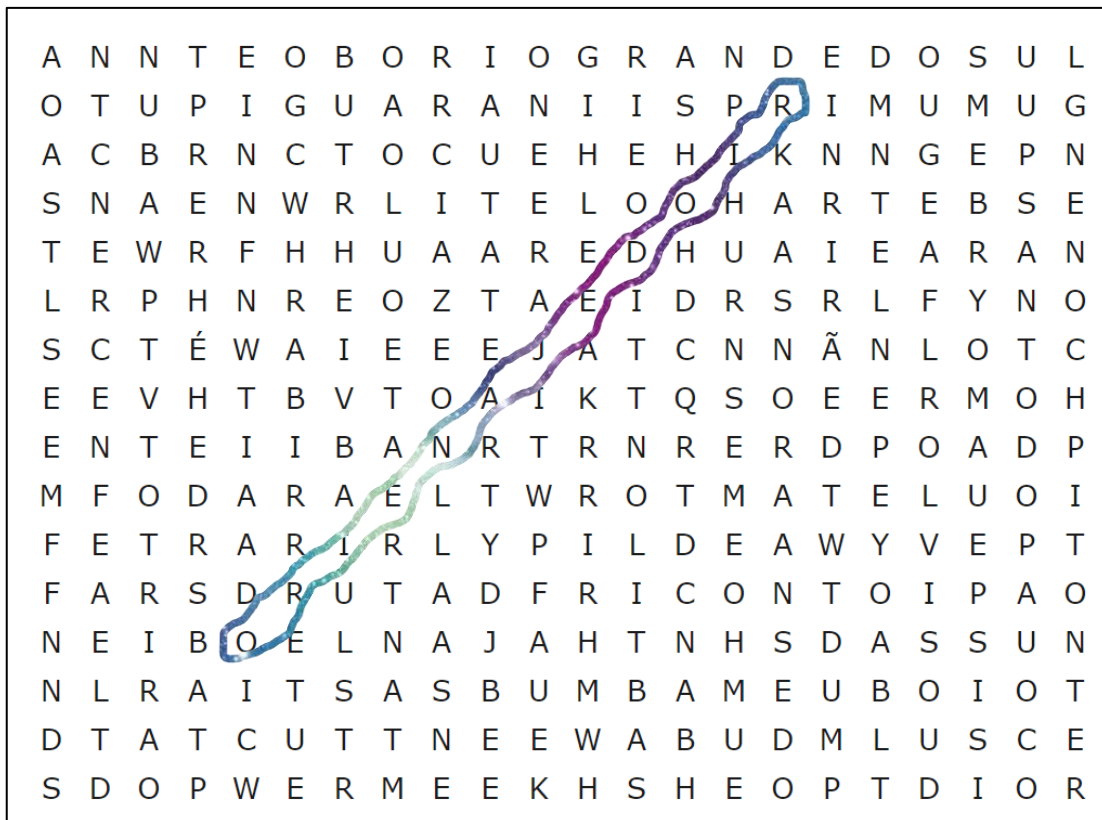 A N N T E O B O R I O G R A N D E D O S U L
O T U P I G U A R A N I I S P R I M U M U G
A C B R N C T O C U E H E H I K N N G E P N
S N A E N W R L I T E L O O H A R T E B S E
T E W R F H H U A A R E D H U A I E A R A N
L R P H N R E O Z T A E I D R S R L F Y N O
S C T É W A I E E E J A T C N N Ã N L O T C
E E V H T B V T O A I K T Q S O E E R M O H
E N T E I I B A N R T R N R E R D P O A D P
M F O D A R A E L T W R O T M A T E L U O I
F E T R A R I R L Y P I L D E A W Y V E P T
F A R S D R U T A D F R I C O N T O I P A O
N E I B O E L N A J A H T N H S D A S S U N
N L R A I T S A S B U M B A M E U B O I O T
D T A T C U T T N E E W A B U D M L U S C E
S D O P W E R M E E K H S H E O P T D I O R